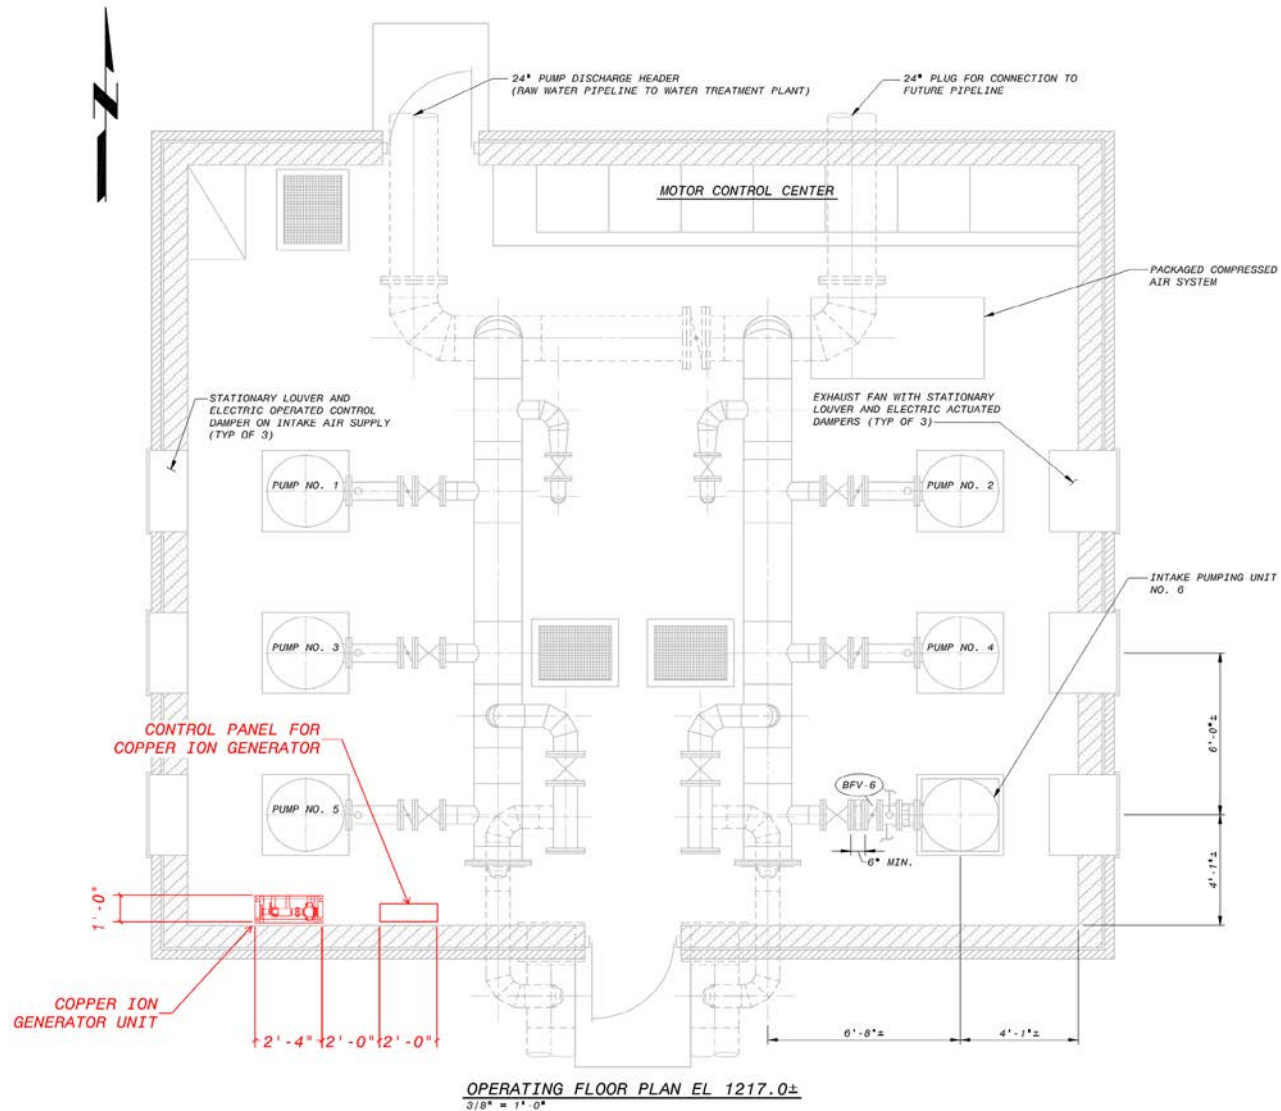 N
24" PUMP DISCHARGE HEADER
(RAW WATER PIPELINE TO WATER TREATMENT PLANT)
24" PLUG FOR CONNECTION TO
FUTURE PIPELINE
MOTOR CONTROL CENTER
PACKAGED COMPRESSED
AIR SYSTEM
STATIONARY LOUVER AND
ELECTRIC OPERATED CONTROL
DAMPER ON INTAKE AIR SUPPLY
(TYP OF 3)
EXHAUST FAN WITH STATIONARY
LOUVER AND ELECTRIC ACTUATED
DAMPERS (TYP OF 3)
PUMP NO. 1
PUMP NO. 2
INTAKE PUMPING UNIT
NO. 6
PUMP NO. 3
PUMP NO. 4
6'-0"±
CONTROL PANEL FOR
COPPER ION GENERATOR
PUMP NO. 5
BFV-6
6" MIN.
4'-1"±
1'-0"
COPPER ION
GENERATOR UNIT
2'-4"
2'-0"
2'-0"
6'-8"±
4'-1"±
OPERATING FLOOR PLAN EL 1217.0±
3/8" = 1'-0"